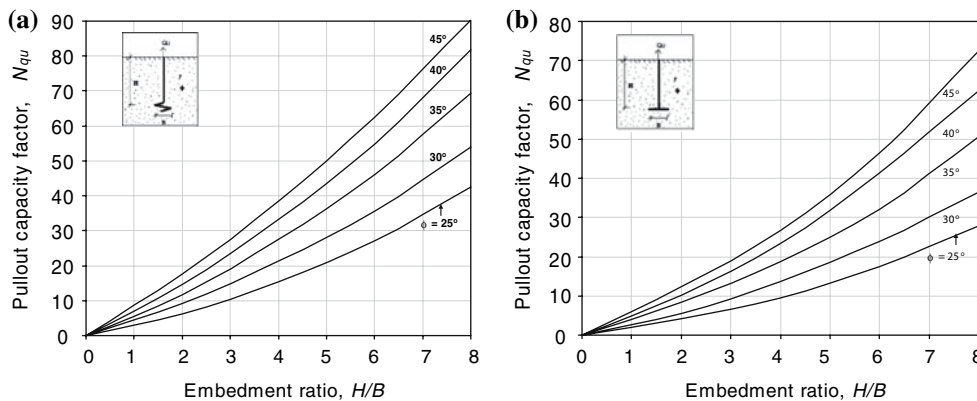 (a)
Pullout capacity factor, Nqu
90
80
70
60
50
40
30
20
10
0
Qu
45°
40°
35°
30°
ϕ = 25°
0 1 2 3 4 5 6 7 8
Embedment ratio, H/B
(b)
Pullout capacity factor, Nqu
80
70
60
50
40
30
20
10
0
Qu
45°
40°
35°
30°
ϕ = 25°
0 1 2 3 4 5 6 7 8
Embedment ratio, H/B